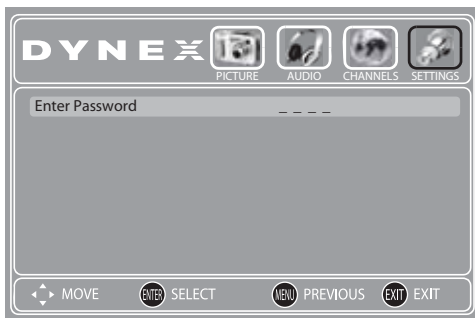 DYNEX
PICTURE AUDIO CHANNELS SETTINGS
Enter Password _ _ _ _
MOVE ENTER SELECT MENU PREVIOUS EXIT EXIT